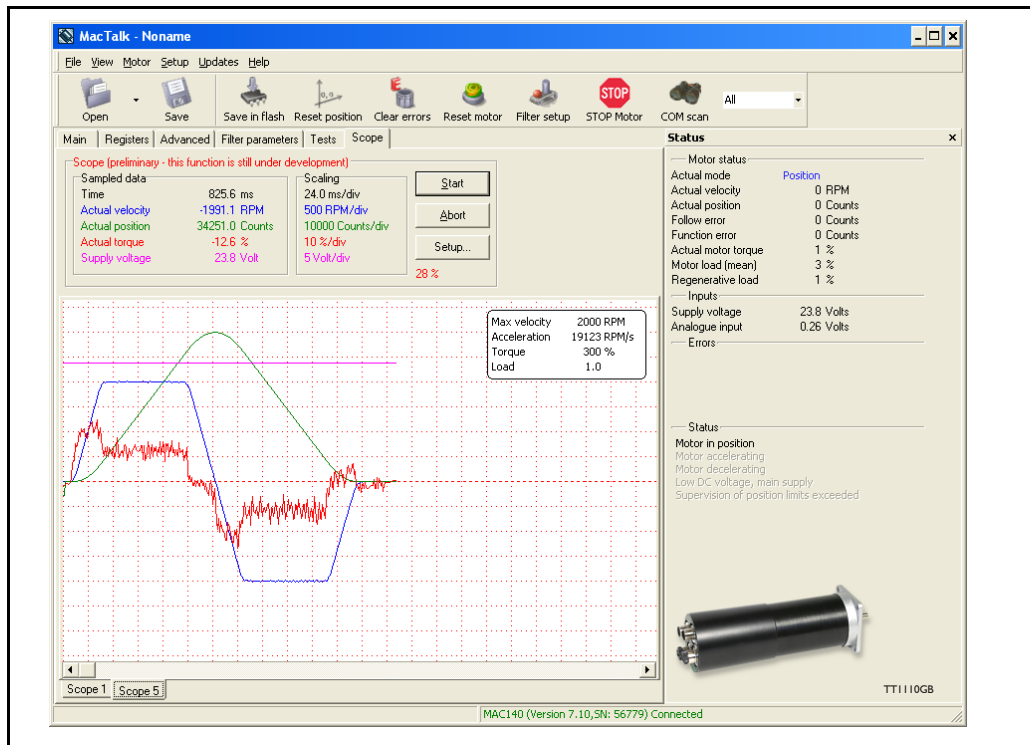 MacTalk - Noname
File View Motor Setup Updates Help
Open Save Save in flash Reset position Clear errors Reset motor Filter setup STOP Motor COM scan All
STOP
Main Registers Advanced Filter parameters Tests Scope
Scope (preliminary - this function is still under development)
Sampled data Scaling
Time 825.6 ms 24.0 ms/div
Actual velocity -1991.1 RPM 500 RPM/div
Actual position 34251.0 Counts 10000 Counts/div
Actual torque -12.6 % 10 %/div
Supply voltage 23.8 Volt 5 Volt/div
Start
Abort
Setup...
28 %
Max velocity 2000 RPM
Acceleration 19123 RPM/s
Torque 300 %
Load 1.0
Scope 1 Scope 5
Status
Motor status
Actual mode Position
Actual velocity 0 RPM
Actual position 0 Counts
Follow error 0 Counts
Function error 0 Counts
Actual motor torque 1 %
Motor load (mean) 3 %
Regenerative load 1 %
Inputs
Supply voltage 23.8 Volts
Analogue input 0.26 Volts
Errors
Status
Motor in position
Motor accelerating
Motor decelerating
Low DC voltage, main supply
Supervision of position limits exceeded
TT1110GB
MAC140 (Version 7.10,SN: 56779) Connected